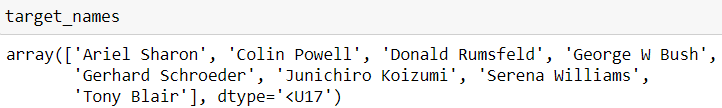 target_names
array(['Ariel Sharon', 'Colin Powell', 'Donald Rumsfeld', 'George W Bush',
'Gerhard Schroeder', 'Junichiro Koizumi', 'Serena Williams',
'Tony Blair'], dtype='<U17')